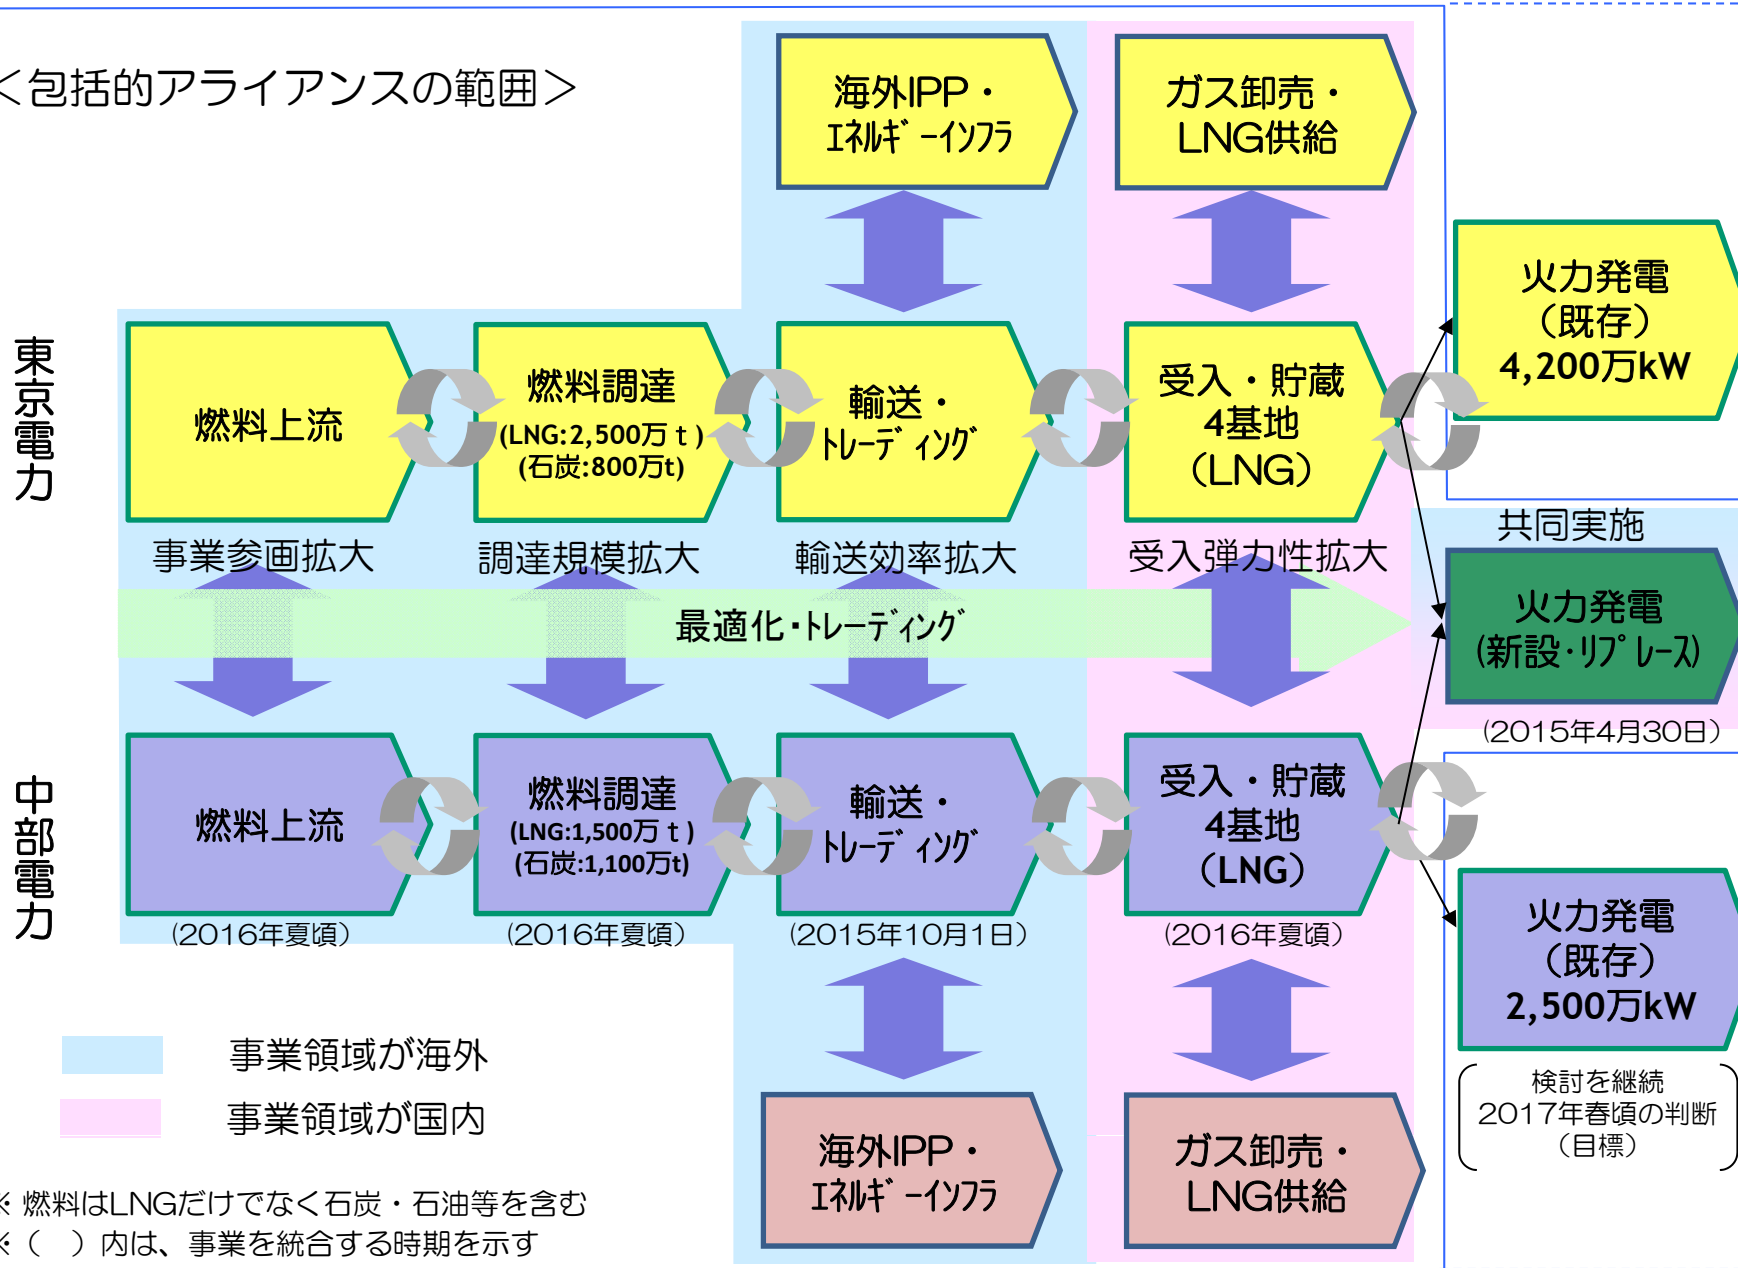 ＜包括的アライアンスの範囲＞
海外IPP・
ｴﾈﾙｷﾞｰｲﾝﾌﾗ
ガス卸売・
LNG供給
東京電力
燃料上流
燃料調達
(LNG:2,500万ｔ)
(石炭:800万t)
輸送・
ﾄﾚｰﾃﾞｨﾝｸﾞ
受入・貯蔵
4基地
（LNG）
火力発電
（既存）
4,200万kW
事業参画拡大
調達規模拡大
輸送効率拡大
受入弾力性拡大
共同実施
最適化・ﾄﾚｰﾃﾞｨﾝｸﾞ
火力発電
(新設・ﾘﾌﾟﾚｰｽ)
(2015年4月30日)
中部電力
燃料上流
燃料調達
(LNG:1,500万ｔ)
(石炭:1,100万t)
輸送・
ﾄﾚｰﾃﾞｨﾝｸﾞ
受入・貯蔵
4基地
（LNG）
(2016年夏頃)
(2016年夏頃)
(2015年10月1日)
(2016年夏頃)
火力発電
（既存）
2,500万kW
検討を継続
2017年春頃の判断
（目標）
事業領域が海外
事業領域が国内
海外IPP・
ｴﾈﾙｷﾞｰｲﾝﾌﾗ
ガス卸売・
LNG供給
※ 燃料はLNGだけでなく石炭・石油等を含む
※（　）内は、事業を統合する時期を示す